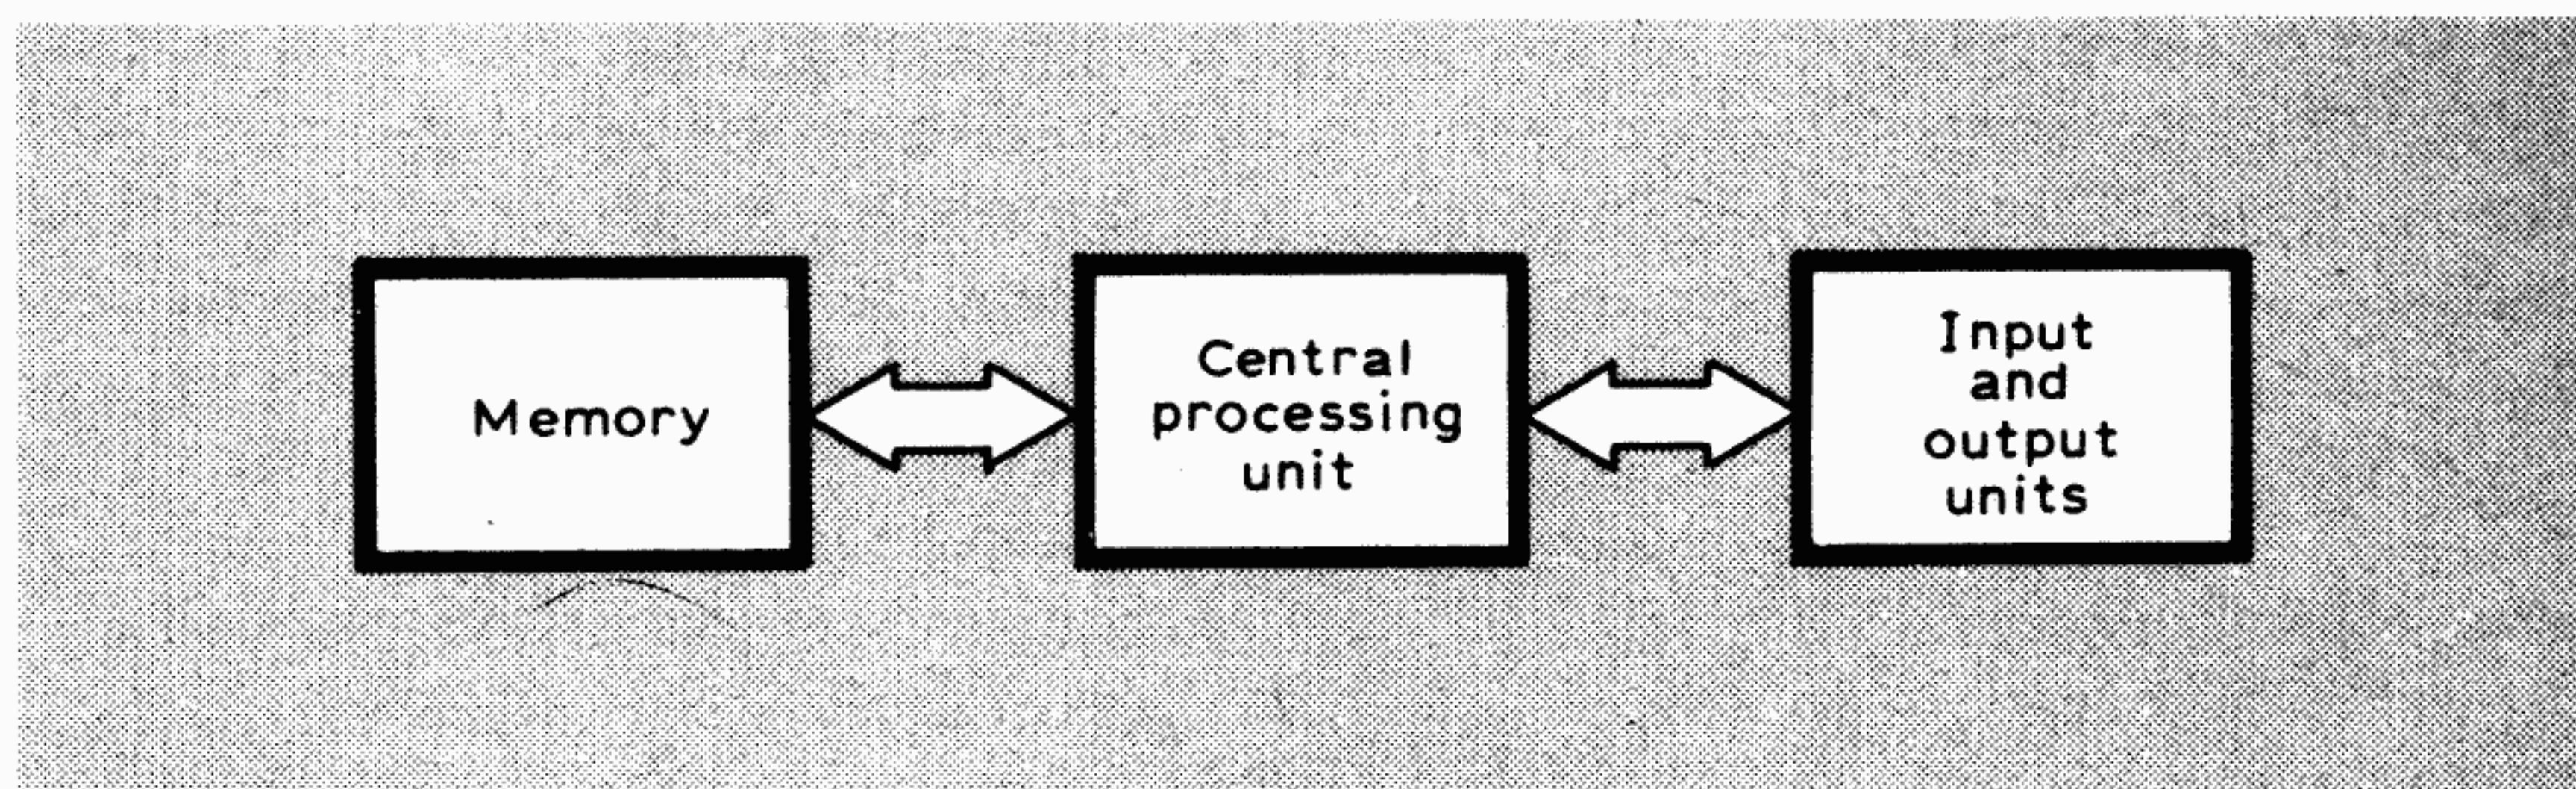 Memory
Central
processing
unit
Input
and
output
units